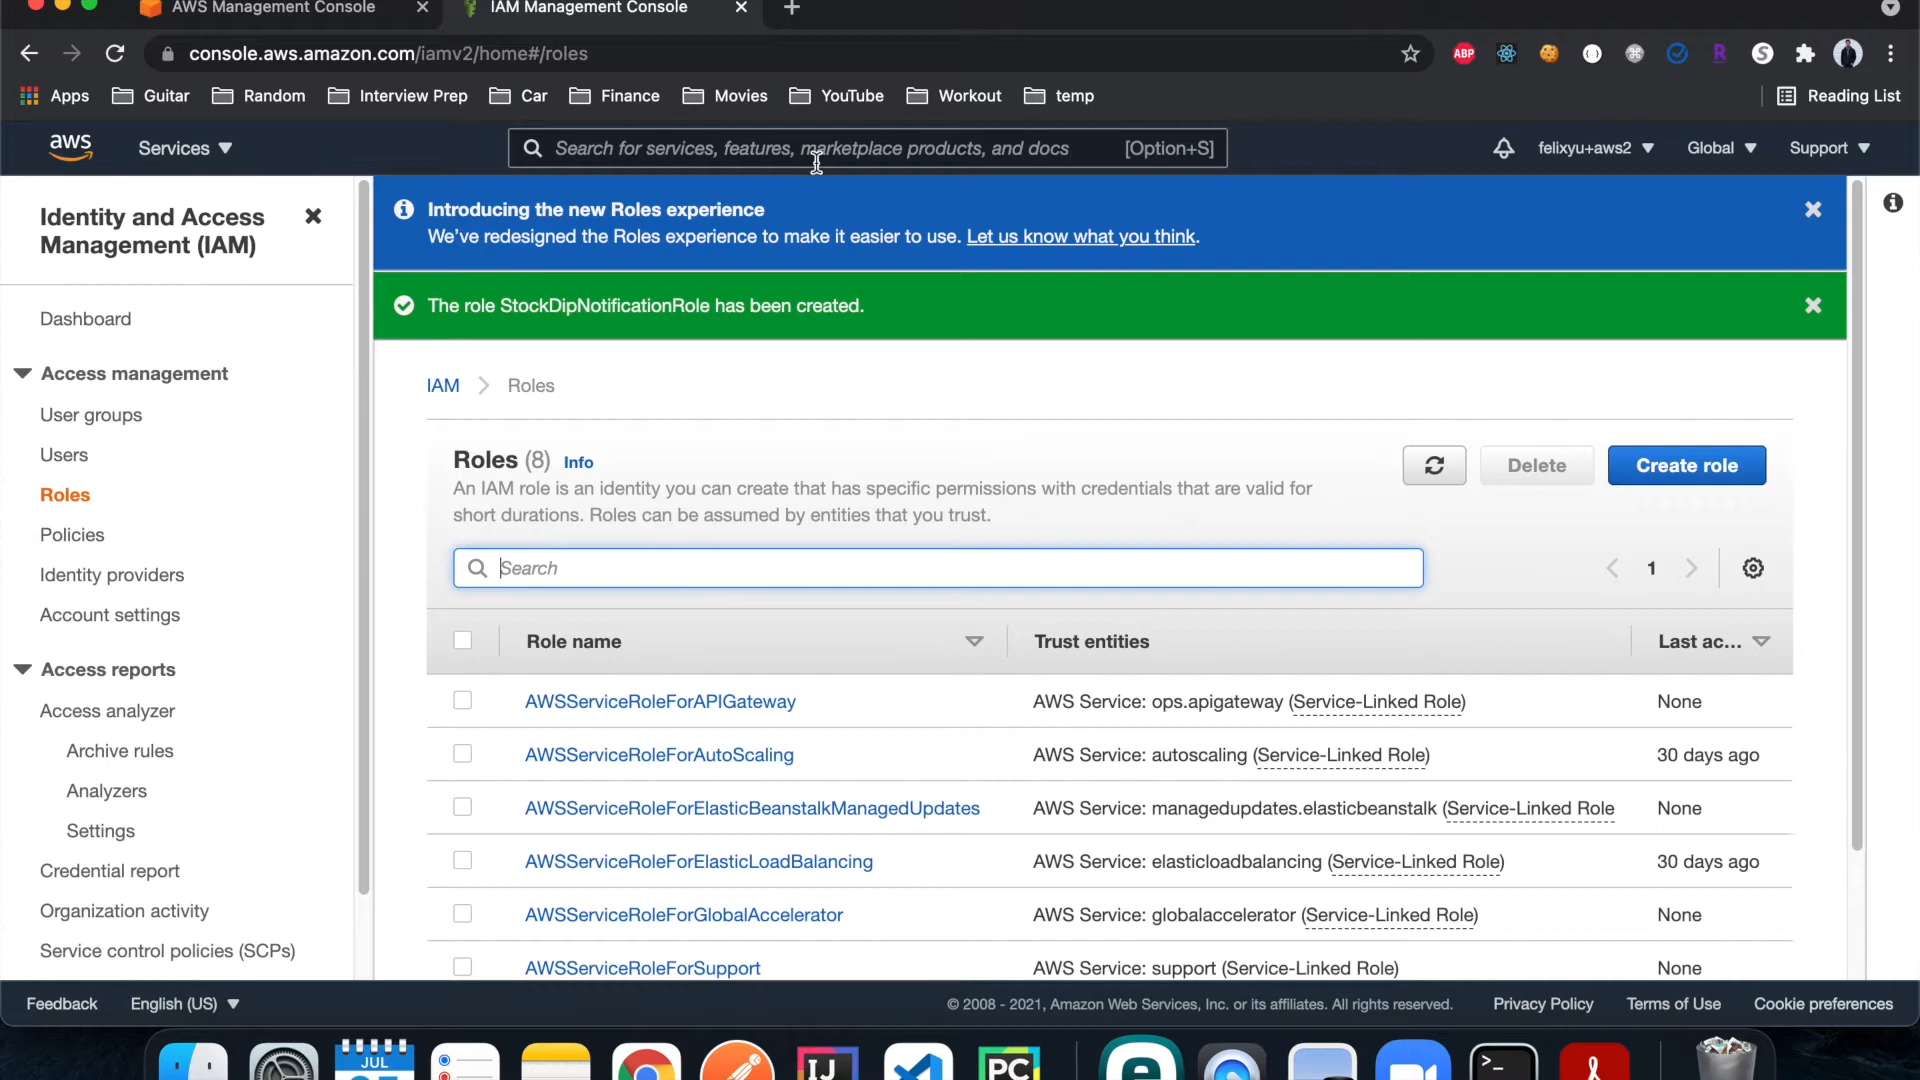 AWS Management Console
IAM Management Console
console.aws.amazon.com/iamv2/home#/roles
ABP
R
S
Apps
Guitar
Random
Interview Prep
Car
Finance
Movies
YouTube
Workout
temp
Reading List
aws
Services
Search for services, features, marketplace products, and docs
[Option+S]
felixyu+aws2
Global
Support
Identity and Access
Management (IAM)
Dashboard
Access management
User groups
Users
Roles
Policies
Identity providers
Account settings
Access reports
Access analyzer
Archive rules
Analyzers
Settings
Credential report
Organization activity
Service control policies (SCPs)
Introducing the new Roles experience
We've redesigned the Roles experience to make it easier to use. Let us know what you think.
The role StockDipNotificationRole has been created.
IAM
Roles
Roles (8) Info
An IAM role is an identity you can create that has specific permissions with credentials that are valid for
short durations. Roles can be assumed by entities that you trust.
Delete
Create role
Search
1
Role name
Trust entities
Last ac...
AWSServiceRoleForAPIGateway
AWS Service: ops.apigateway (Service-Linked Role)
None
AWSServiceRoleForAutoScaling
AWS Service: autoscaling (Service-Linked Role)
30 days ago
AWSServiceRoleForElasticBeanstalkManagedUpdates
AWS Service: managedupdates.elasticbeanstalk (Service-Linked Role
None
AWSServiceRoleForElasticLoadBalancing
AWS Service: elasticloadbalancing (Service-Linked Role)
30 days ago
AWSServiceRoleForGlobalAccelerator
AWS Service: globalaccelerator (Service-Linked Role)
None
AWSServiceRoleForSupport
AWS Service: support (Service-Linked Role)
None
Feedback
English (US)
© 2008 - 2021, Amazon Web Services, Inc. or its affiliates. All rights reserved.
Privacy Policy
Terms of Use
Cookie preferences
JUL
IJ
PC